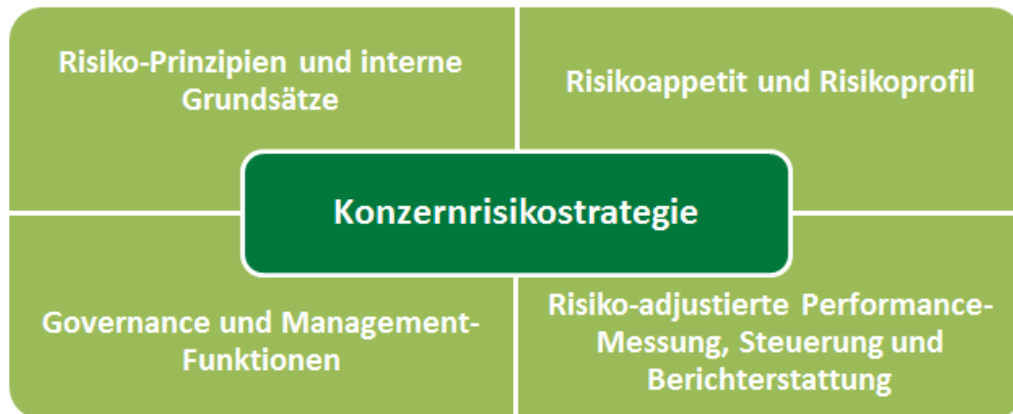 Risiko-Prinzipien und interne
Grundsätze
Risikoappetit und Risikoprofil
Konzernrisikostrategie
Governance und Management-
Funktionen
Risiko-adjustierte Performance-
Messung, Steuerung und
Berichterstattung